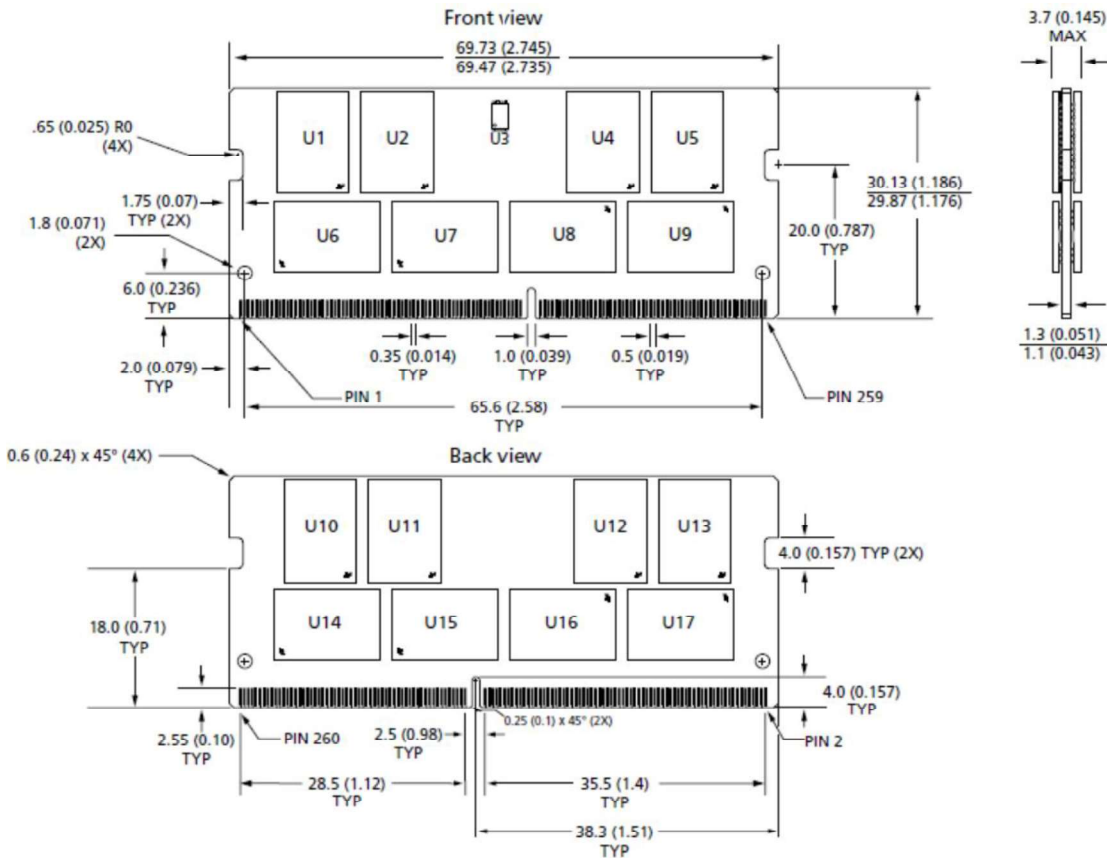 Front view
69.73 (2.745)
69.47 (2.735)
3.7 (0.145)
MAX
.65 (0.025) R0
(4X)
U1
U2
U3
U4
U5
1.75 (0.07)
TYP (2X)
1.8 (0.071)
(2X)
30.13 (1.186)
29.87 (1.176)
20.0 (0.787)
TYP
U6
U7
U8
U9
6.0 (0.236)
TYP
2.0 (0.079)
TYP
0.35 (0.014)
TYP
1.0 (0.039)
TYP
0.5 (0.019)
TYP
1.3 (0.051)
1.1 (0.043)
PIN 1
65.6 (2.58)
TYP
PIN 259
0.6 (0.24) x 45° (4X)
Back view
U10
U11
U12
U13
4.0 (0.157) TYP (2X)
18.0 (0.71)
TYP
U14
U15
U16
U17
4.0 (0.157)
TYP
0.25 (0.1) x 45° (2X)
2.55 (0.10)
TYP
PIN 260
2.5 (0.98)
TYP
PIN 2
28.5 (1.12)
TYP
35.5 (1.4)
TYP
38.3 (1.51)
TYP